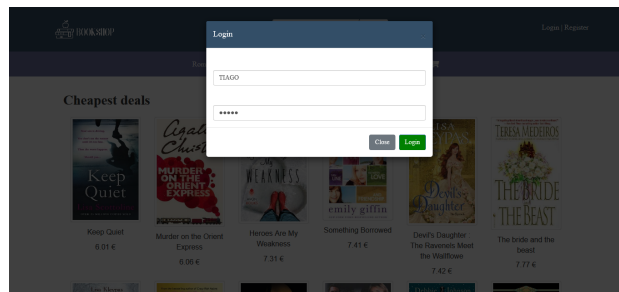 BOOKSHOP
Login | Register
Login
TIAGO
•••••
Close
Login
Cheapest deals
Keep
Quiet
Agatha
Christie
MURDER
ON THE
ORIENT
EXPRESS
WEAKNESS
emily giffin
Devil's
Daughter
TERESA MEDEIROS
THE BRIDE
THE BEAST
Keep Quiet
6.01 €
Murder on the Orient
Express
6.06 €
Heroes Are My
Weakness
7.31 €
Something Borrowed
7.41 €
Devil's Daughter
The Ravenels Meet
the Wallflowe
7.42 €
The bride and the
beast
7.77 €